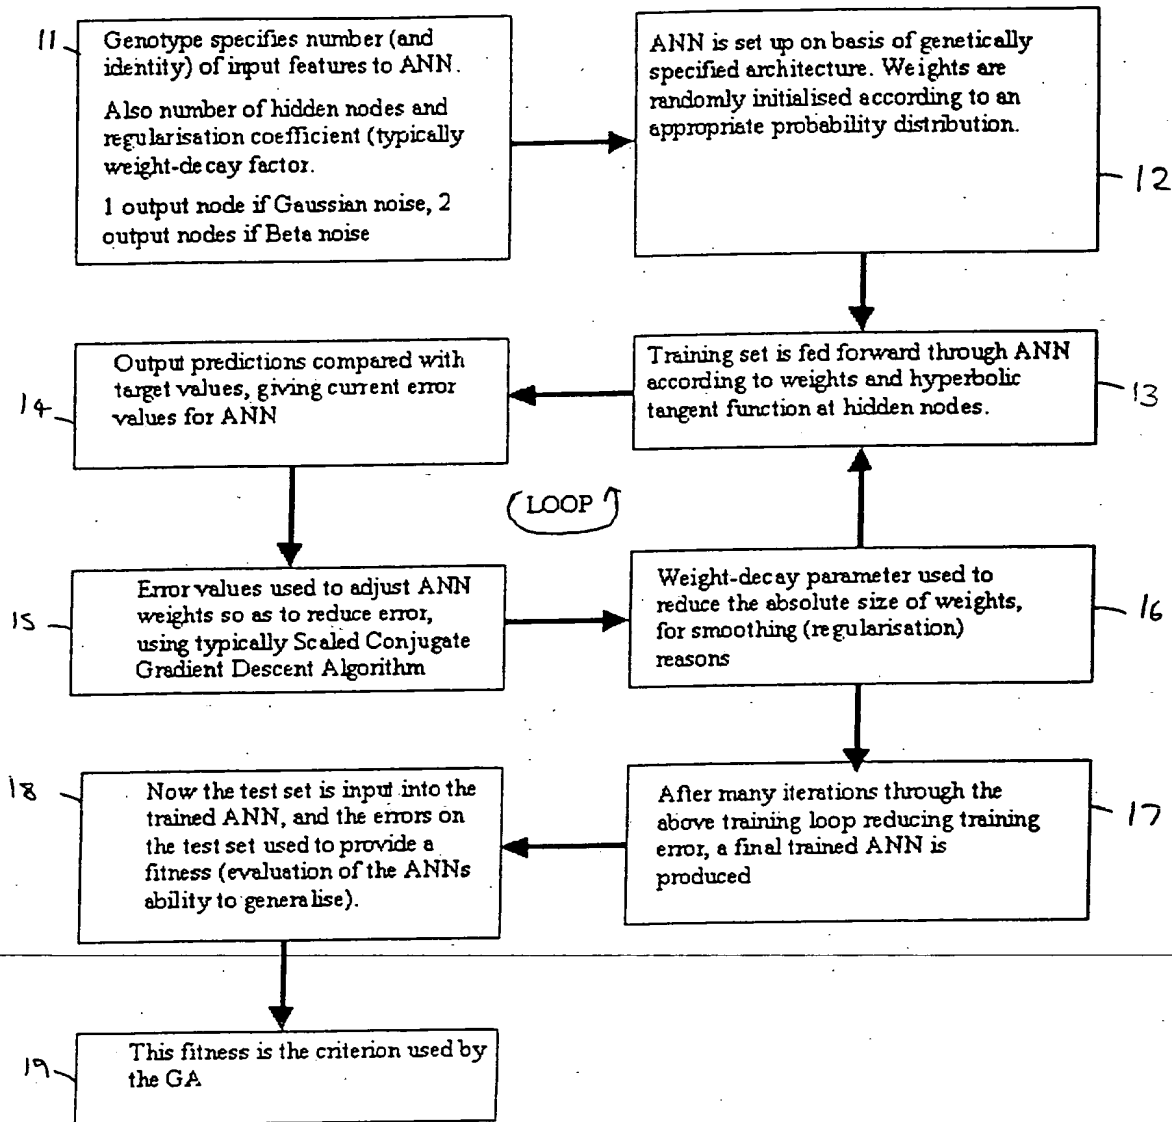 11
Genotype specifies number (and
identity) of input features to ANN.
Also number of hidden nodes and
regularisation coefficient (typically
weight-decay factor.
1 output node if Gaussian noise, 2
output nodes if Beta noise
ANN is set up on basis of genetically
specified architecture. Weights are
randomly initialised according to an
appropriate probability distribution.
12
Training set is fed forward through ANN
according to weights and hyperbolic
tangent function at hidden nodes.
13
14
Output predictions compared with
target values, giving current error
values for ANN
LOOP
15
Error values used to adjust ANN
weights so as to reduce error,
using typically Scaled Conjugate
Gradient Descent Algorithm
Weight-decay parameter used to
reduce the absolute size of weights,
for smoothing (regularisation)
reasons
16
After many iterations through the
above training loop reducing training
error, a final trained ANN is
produced
17
18
Now the test set is input into the
trained ANN, and the errors on
the test set used to provide a
fitness (evaluation of the ANNs
ability to generalise).
19
This fitness is the criterion used by
the GA